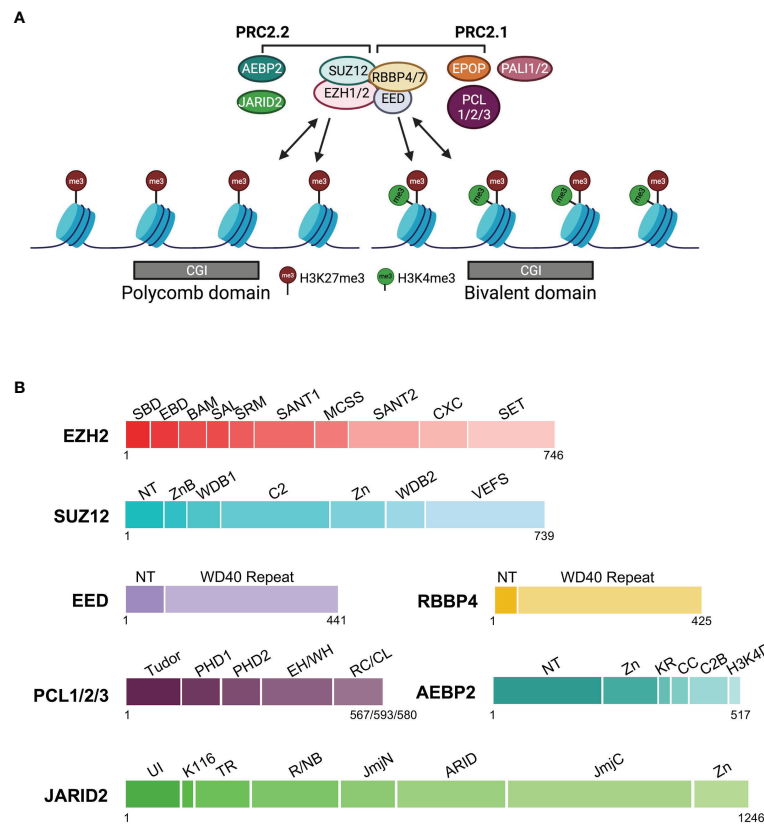 A
PRC2.2 PRC2.1
AEBP2 SUZ12 RBBP4/7 EPOP PALI1/2
JARID2 EZH1/2 EED PCL
1/2/3
me3 me3 me3 me3 me3 me3 me3 me3
me3 me3 me3 me3
CGI CGI
me3 H3K27me3 me3 H3K4me3
Polycomb domain Bivalent domain
B
SBD EBD BAM SAL SRM SANT1 MCSS SANT2 CXC SET
EZH2
1 746
NT ZnB WDB1 C2 Zn WDB2 VEFS
SUZ12
1 739
NT WD40 Repeat NT WD40 Repeat
EED RBBP4
1 441 1 425
Tudor PHD1 PHD2 EH/WH RC/CL NT Zn KR CC C2B
PCL1/2/3 AEBP2
1 567/593/580 1 517
UI K116 TR R/NB JmjN ARID JmjC Zn
JARID2
1 1246